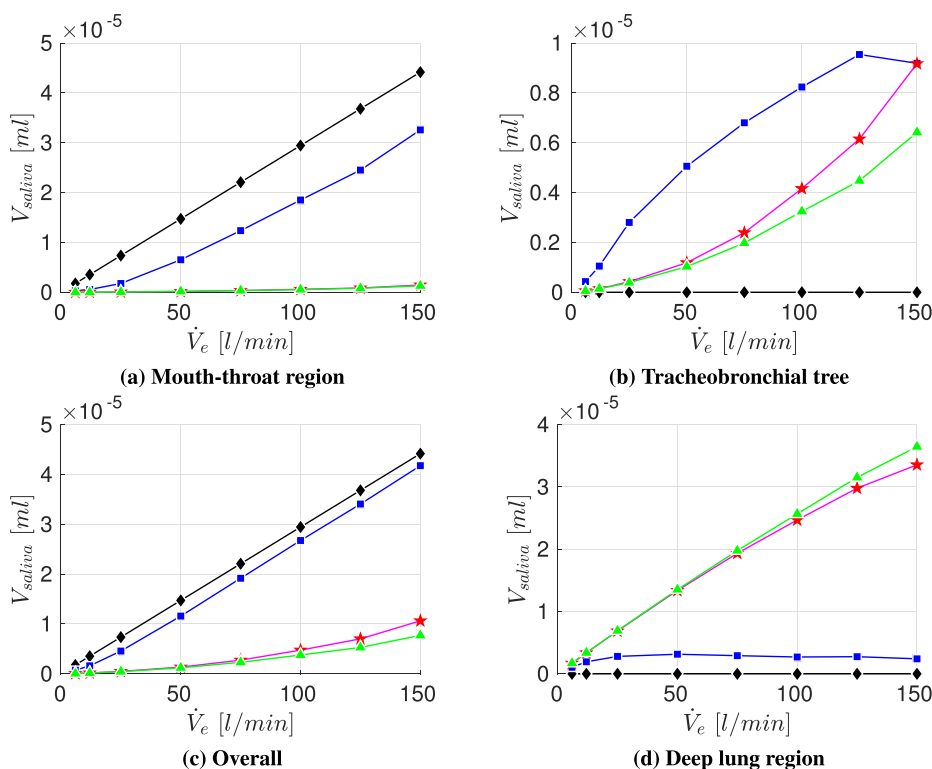 ×10⁻⁵
5
4
3
2
1
0
V_saliva [ml]
0 50 100 150
V̇_e [l/min]
(a) Mouth-throat region
×10⁻⁵
1
0.8
0.6
0.4
0.2
0
V_saliva [ml]
0 50 100 150
V̇_e [l/min]
(b) Tracheobronchial tree
×10⁻⁵
5
4
3
2
1
0
V_saliva [ml]
0 50 100 150
V̇_e [l/min]
(c) Overall
×10⁻⁵
4
3
2
1
0
V_saliva [ml]
0 50 100 150
V̇_e [l/min]
(d) Deep lung region